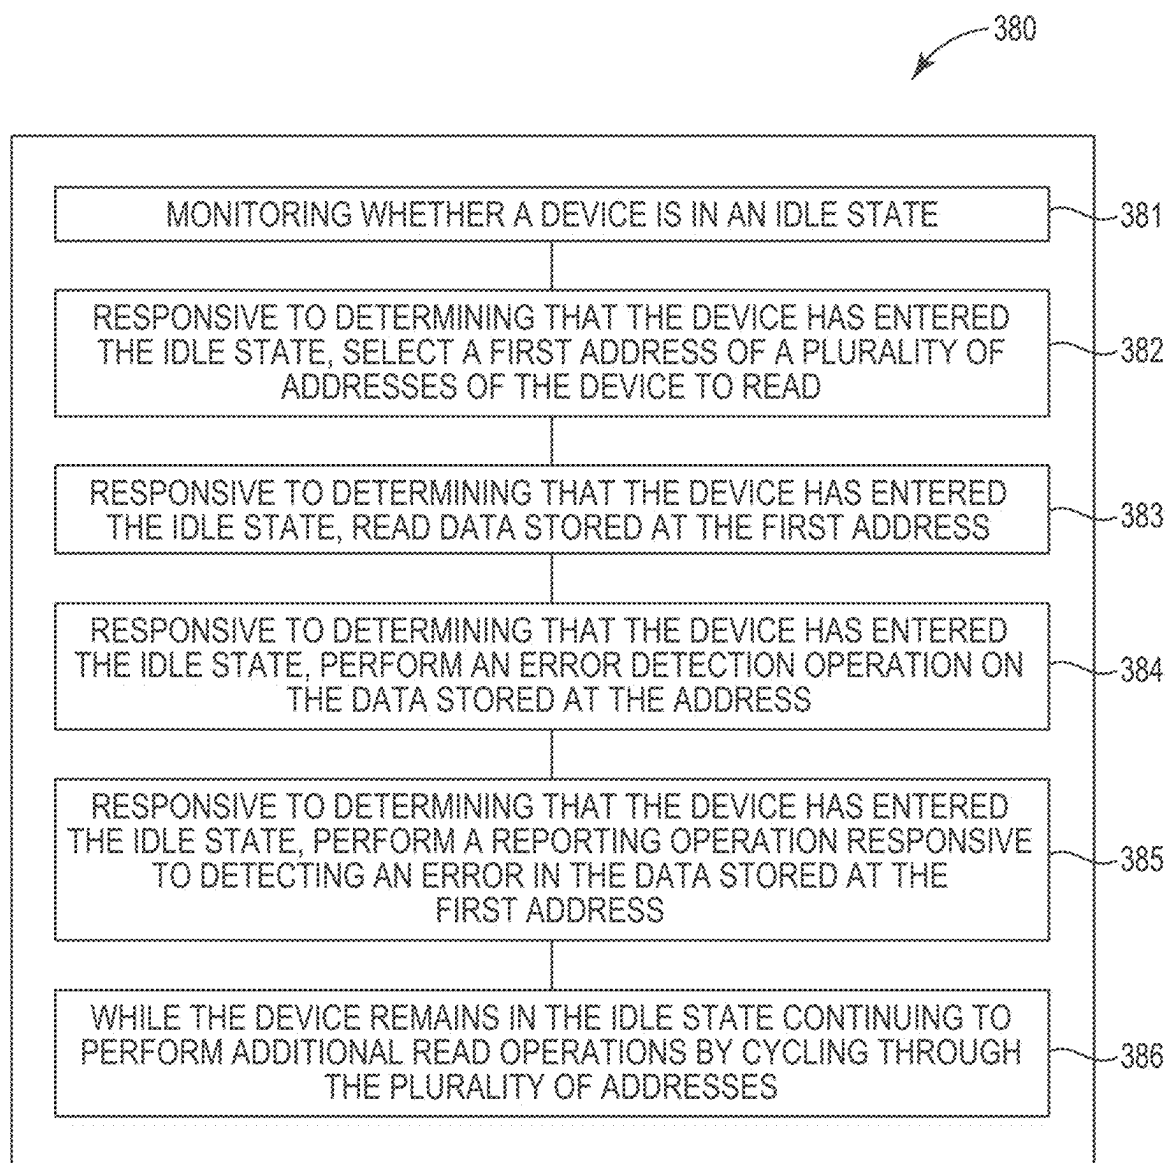 380
MONITORING WHETHER A DEVICE IS IN AN IDLE STATE
381
RESPONSIVE TO DETERMINING THAT THE DEVICE HAS ENTERED
THE IDLE STATE, SELECT A FIRST ADDRESS OF A PLURALITY OF
ADDRESSES OF THE DEVICE TO READ
382
RESPONSIVE TO DETERMINING THAT THE DEVICE HAS ENTERED
THE IDLE STATE, READ DATA STORED AT THE FIRST ADDRESS
383
RESPONSIVE TO DETERMINING THAT THE DEVICE HAS ENTERED
THE IDLE STATE, PERFORM AN ERROR DETECTION OPERATION ON
THE DATA STORED AT THE ADDRESS
384
RESPONSIVE TO DETERMINING THAT THE DEVICE HAS ENTERED
THE IDLE STATE, PERFORM A REPORTING OPERATION RESPONSIVE
TO DETECTING AN ERROR IN THE DATA STORED AT THE
FIRST ADDRESS
385
WHILE THE DEVICE REMAINS IN THE IDLE STATE CONTINUING TO
PERFORM ADDITIONAL READ OPERATIONS BY CYCLING THROUGH
THE PLURALITY OF ADDRESSES
386